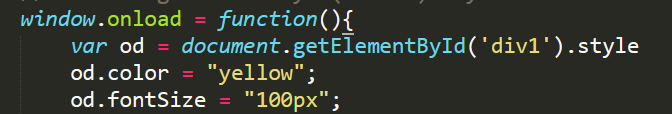 window.onload = function(){
var od = document.getElementById('div1').style
od.color = "yellow";
od.fontSize = "100px";